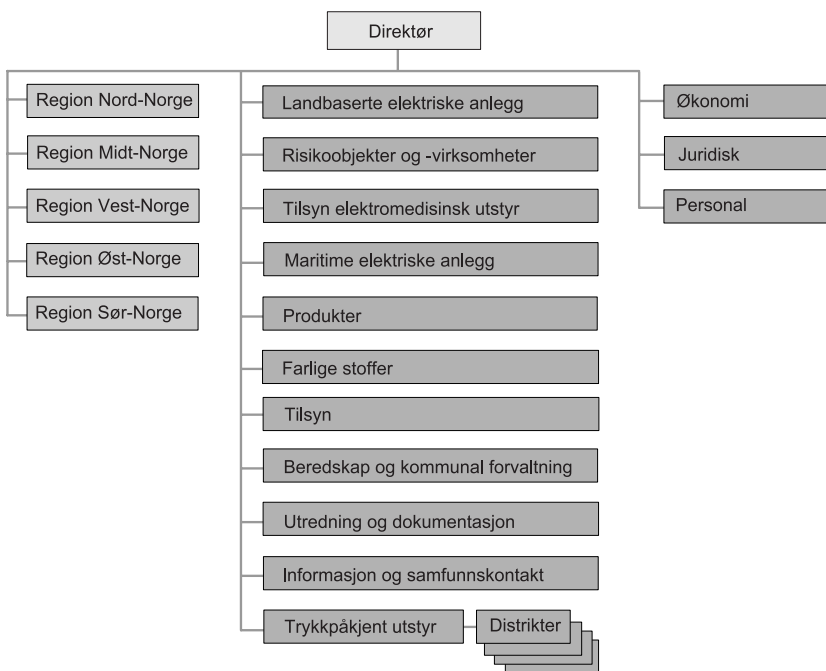 Direktør
Region Nord-Norge
Region Midt-Norge
Region Vest-Norge
Region Øst-Norge
Region Sør-Norge
Landbaserte elektriske anlegg
Risikoobjekter og -virksomheter
Tilsyn elektromedisinsk utstyr
Maritime elektriske anlegg
Produkter
Farlige stoffer
Tilsyn
Beredskap og kommunal forvaltning
Utredning og dokumentasjon
Informasjon og samfunnskontakt
Trykkpåkjent utstyr
Distrikter
Økonomi
Juridisk
Personal